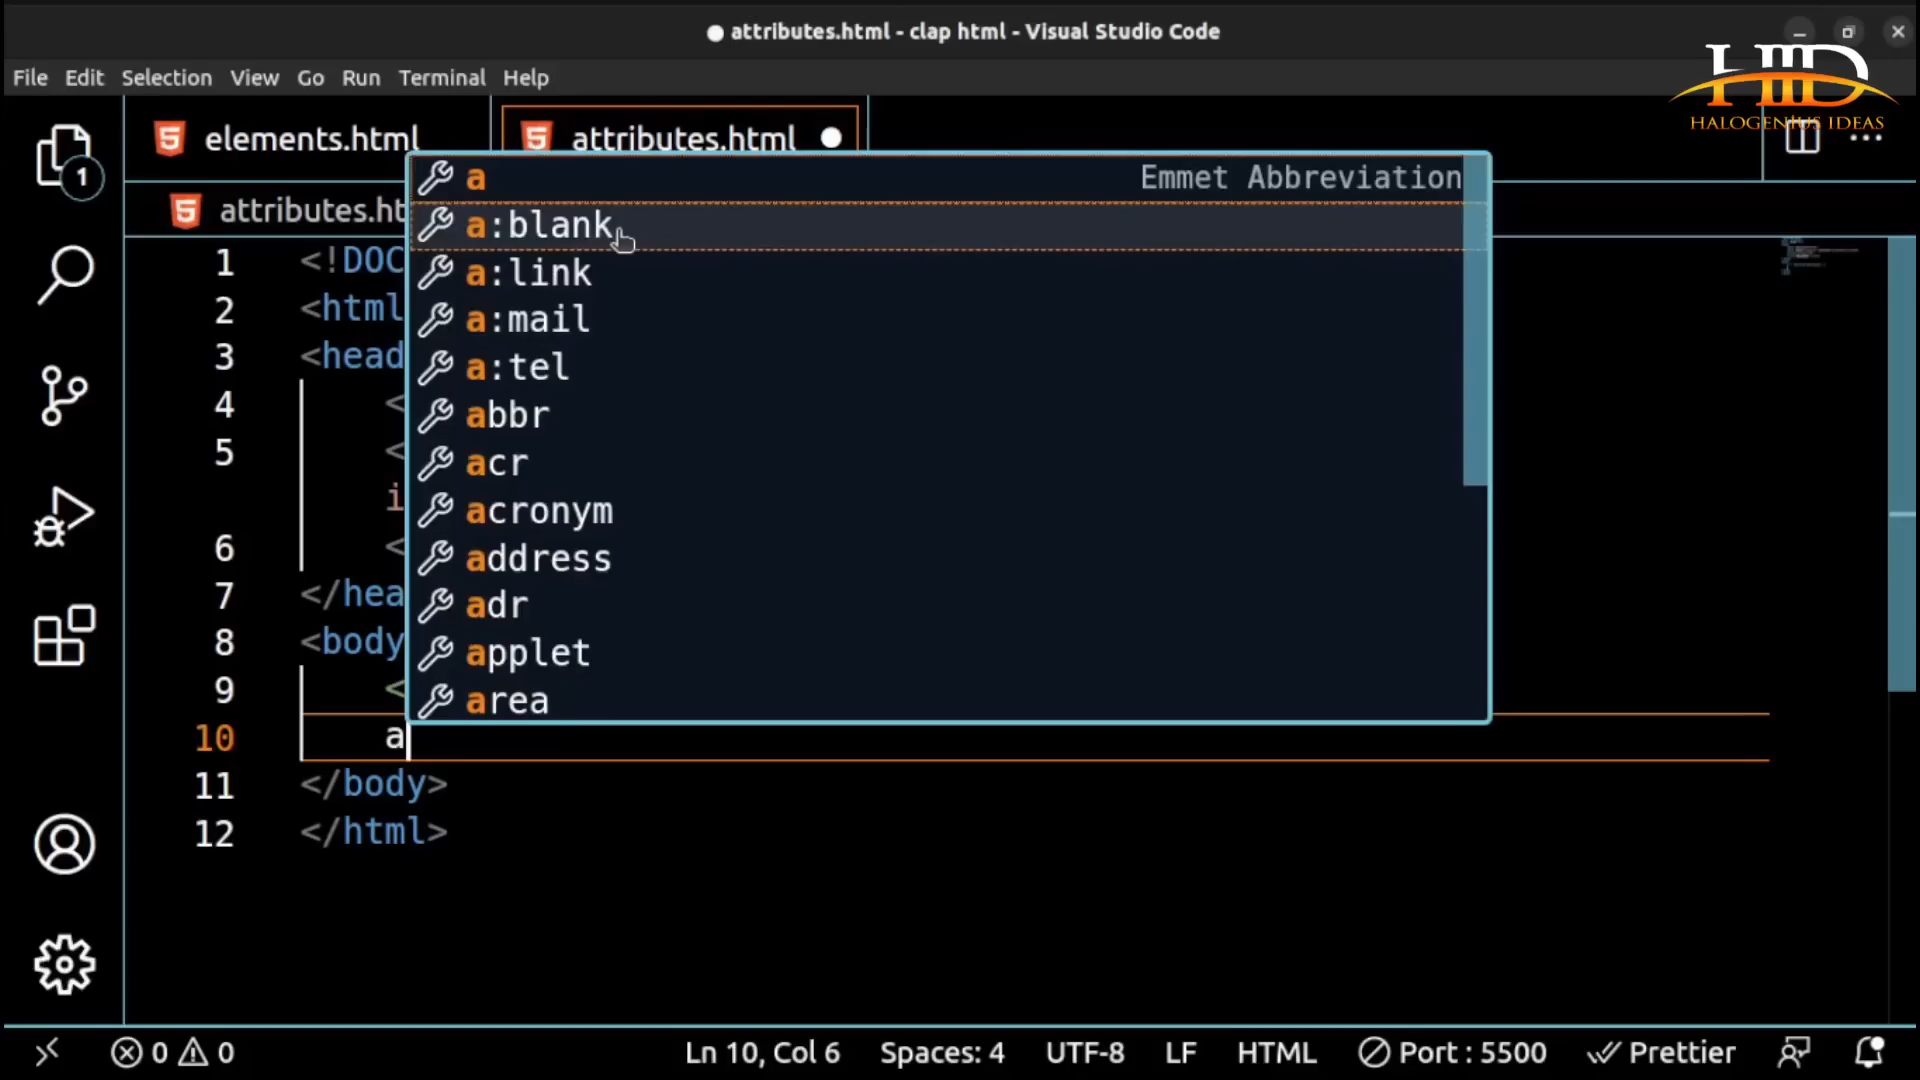 attributes.html - clap html - Visual Studio Code
File Edit Selection View Go Run Terminal Help
HID
HALOGENIUS IDEAS
elements.html
attributes.html
1
attributes.ht
a Emmet Abbreviation
a:blank
a:link
a:mail
a:tel
abbr
acr
acronym
address
adr
applet
area
1 <!DOC
2 <html
3 <head
4 <
5 <
i
6 <
7 </hea
8 <body
9 <
10 a
11 </body>
12 </html>
0 0 Ln 10, Col 6 Spaces: 4 UTF-8 LF HTML Port : 5500 Prettier